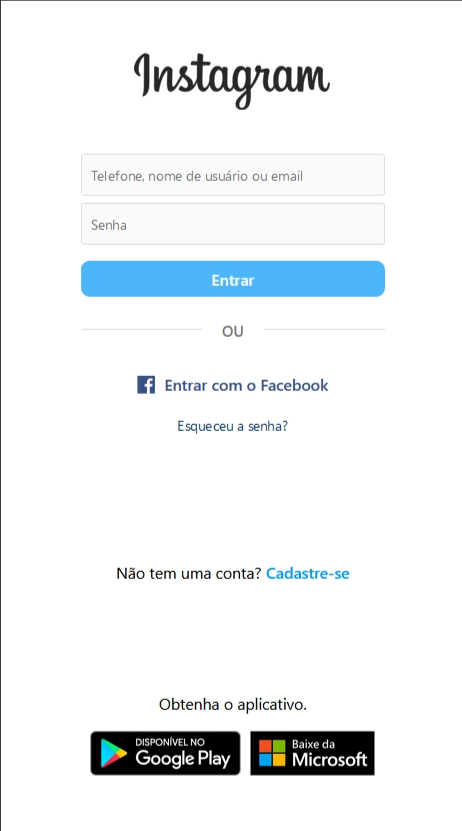 Instagram
Telefone, nome de usuário ou email
Senha
Entrar
OU
Entrar com o Facebook
Esqueceu a senha?
Não tem uma conta? Cadastre-se
Obtenha o aplicativo.
DISPONÍVEL NO
Google Play
Baixe da
Microsoft